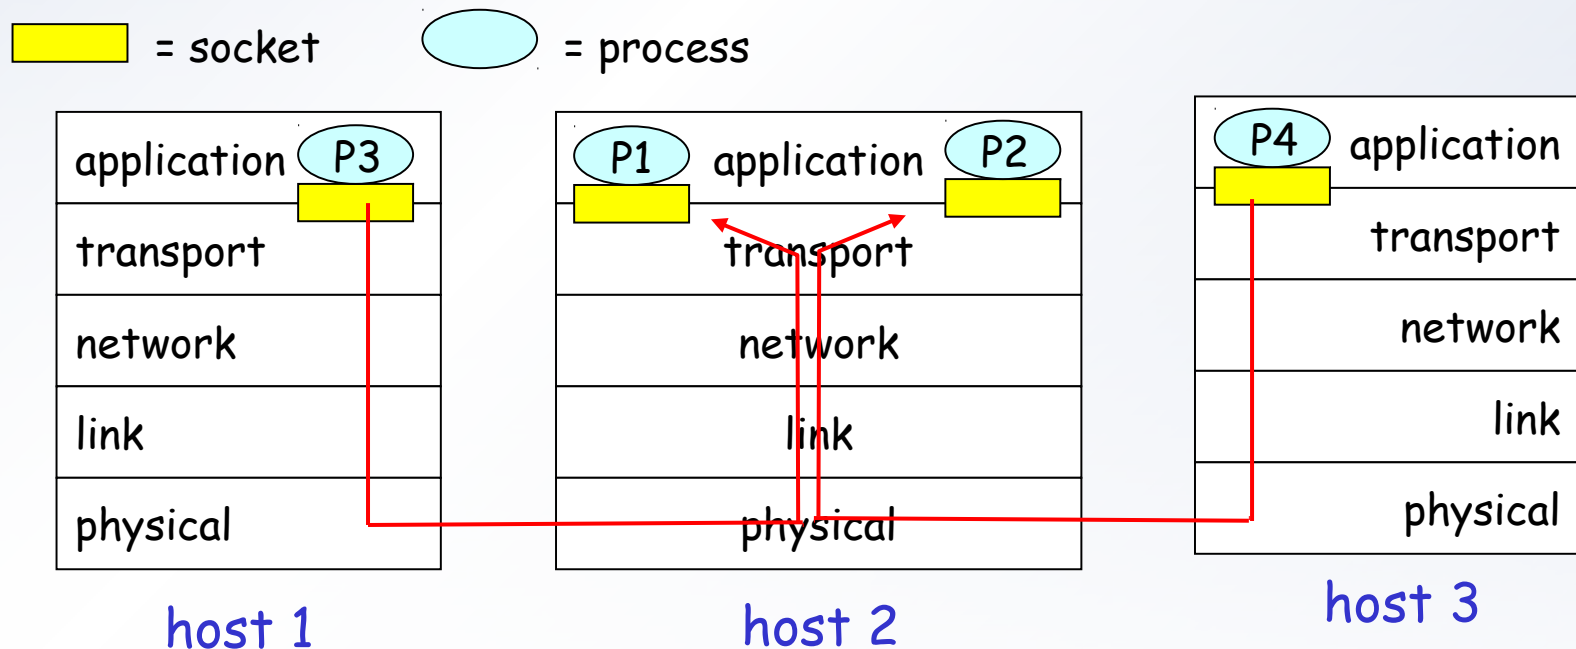 = socket
= process
application P3
transport
network
link
physical
host 1
P1 application P2
transport
network
link
physical
host 2
P4 application
transport
network
link
physical
host 3